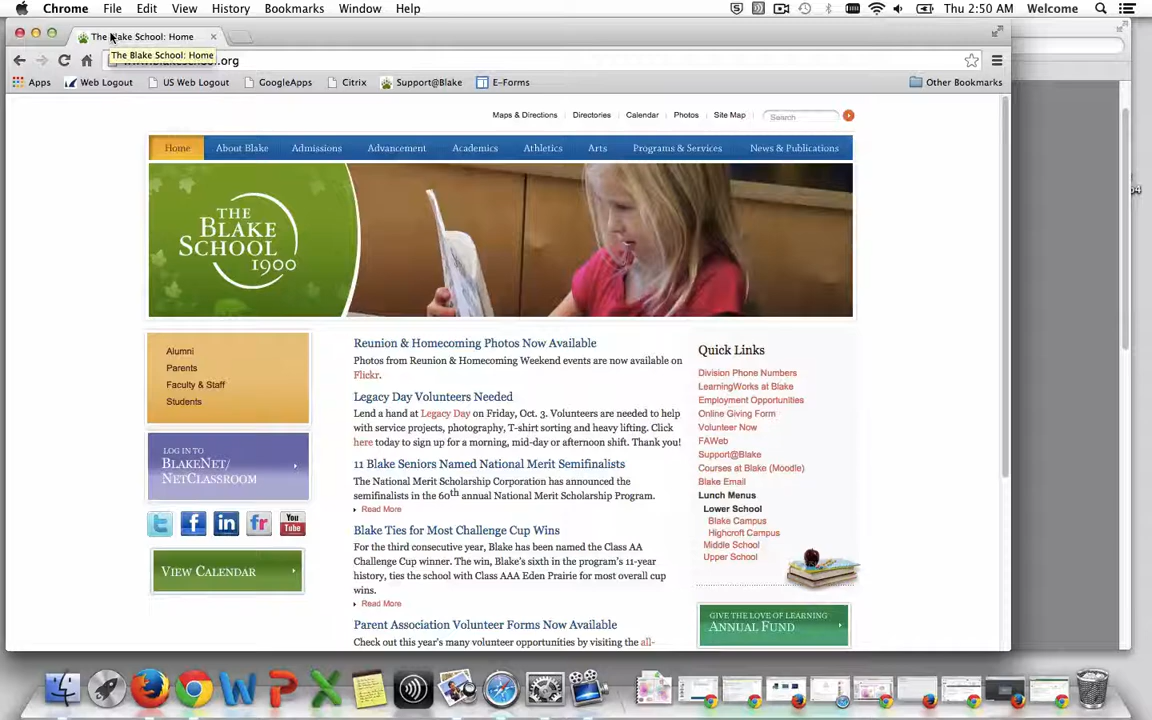 Chrome File Edit View History Bookmarks Window Help Thu 2:50 AM Welcome
The Blake School: Home
The Blake School: Home
Apps Web Logout US Web Logout GoogleApps Citrix Support@Blake E-Forms Other Bookmarks
Maps & Directions Directories Calendar Photos Site Map Search
Home About Blake Admissions Advancement Academics Athletics Arts Programs & Services News & Publications
THE
BLAKE
SCHOOL
1900
Alumni
Parents
Faculty & Staff
Students
LOG IN TO
BLAKENET/
NETCLASSROOM
You
Tube
VIEW CALENDAR
Reunion & Homecoming Photos Now Available
Photos from Reunion & Homecoming Weekend events are now available on
Flickr.
Legacy Day Volunteers Needed
Lend a hand at Legacy Day on Friday, Oct. 3. Volunteers are needed to help
with service projects, photography, T-shirt sorting and heavy lifting. Click
here today to sign up for a morning, mid-day or afternoon shift. Thank you!
11 Blake Seniors Named National Merit Semifinalists
The National Merit Scholarship Corporation has announced the
semifinalists in the 60th annual National Merit Scholarship Program.
Read More
Blake Ties for Most Challenge Cup Wins
For the third consecutive year, Blake has been named the Class AA
Challenge Cup winner. The win, Blake's sixth in the program's 11-year
history, ties the school with Class AAA Eden Prairie for most overall cup
wins.
Read More
Parent Association Volunteer Forms Now Available
Check out this year's many volunteer opportunities by visiting the all-
Quick Links
Division Phone Numbers
LearningWorks at Blake
Employment Opportunities
Online Giving Form
Volunteer Now
FAWeb
Support@Blake
Courses at Blake (Moodle)
Blake Email
Lunch Menus
Lower School
Blake Campus
Highcroft Campus
Middle School
Upper School
GIVE THE LOVE OF LEARNING
ANNUAL FUND